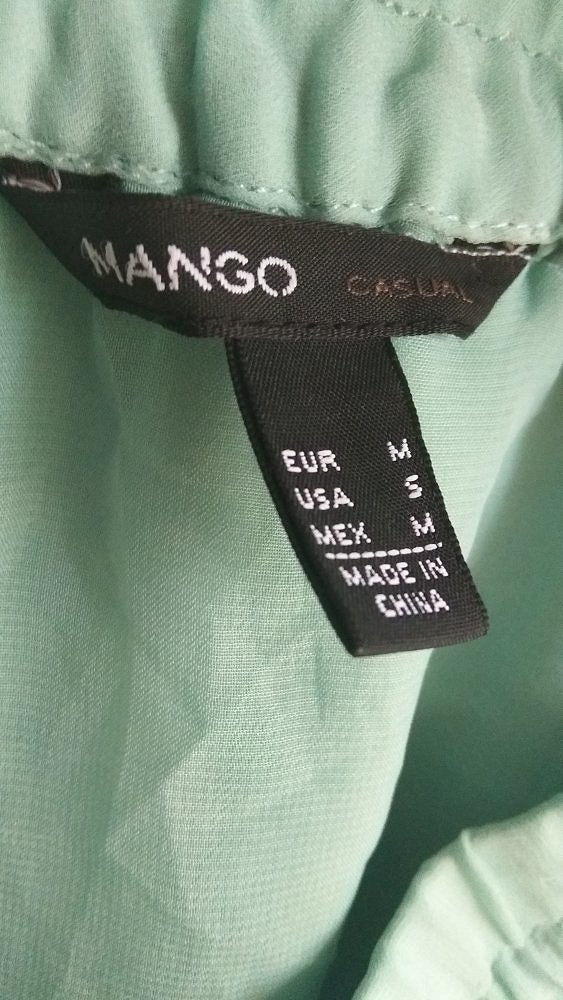 MANGO CASUAL
EUR M
USA S
MEX M
MADE IN
CHINA